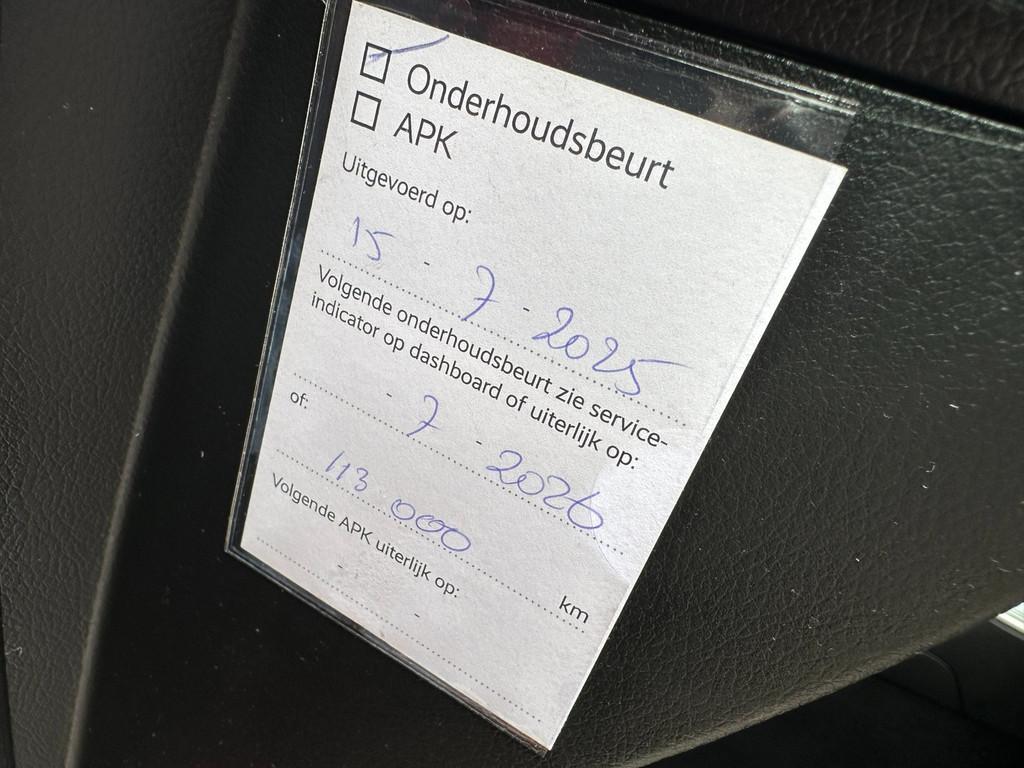 Onderhoudsbeurt
APK
Uitgevoerd op:
15 - 7 - 2025
Volgende onderhoudsbeurt zie service-
indicator op dashboard of uiterlijk op:
- 7 - 2026
of:
113 000 km
Volgende APK uiterlijk op:
- -